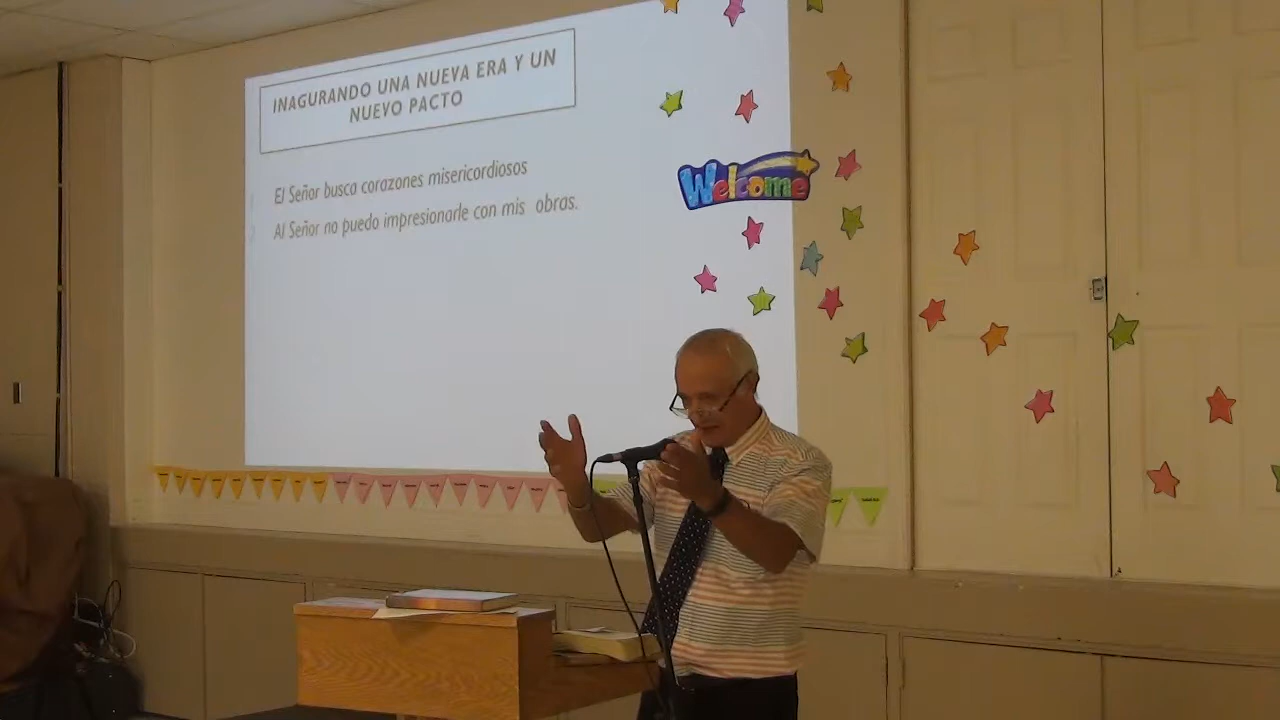 INAGURANDO UNA NUEVA ERA Y UN
NUEVO PACTO
El Señor busca corazones misericordiosos
Al Señor no puedo impresionarle con mis obras.
Welcome